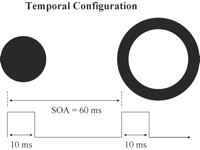 Temporal Configuration
SOA = 60 ms
10 ms
10 ms